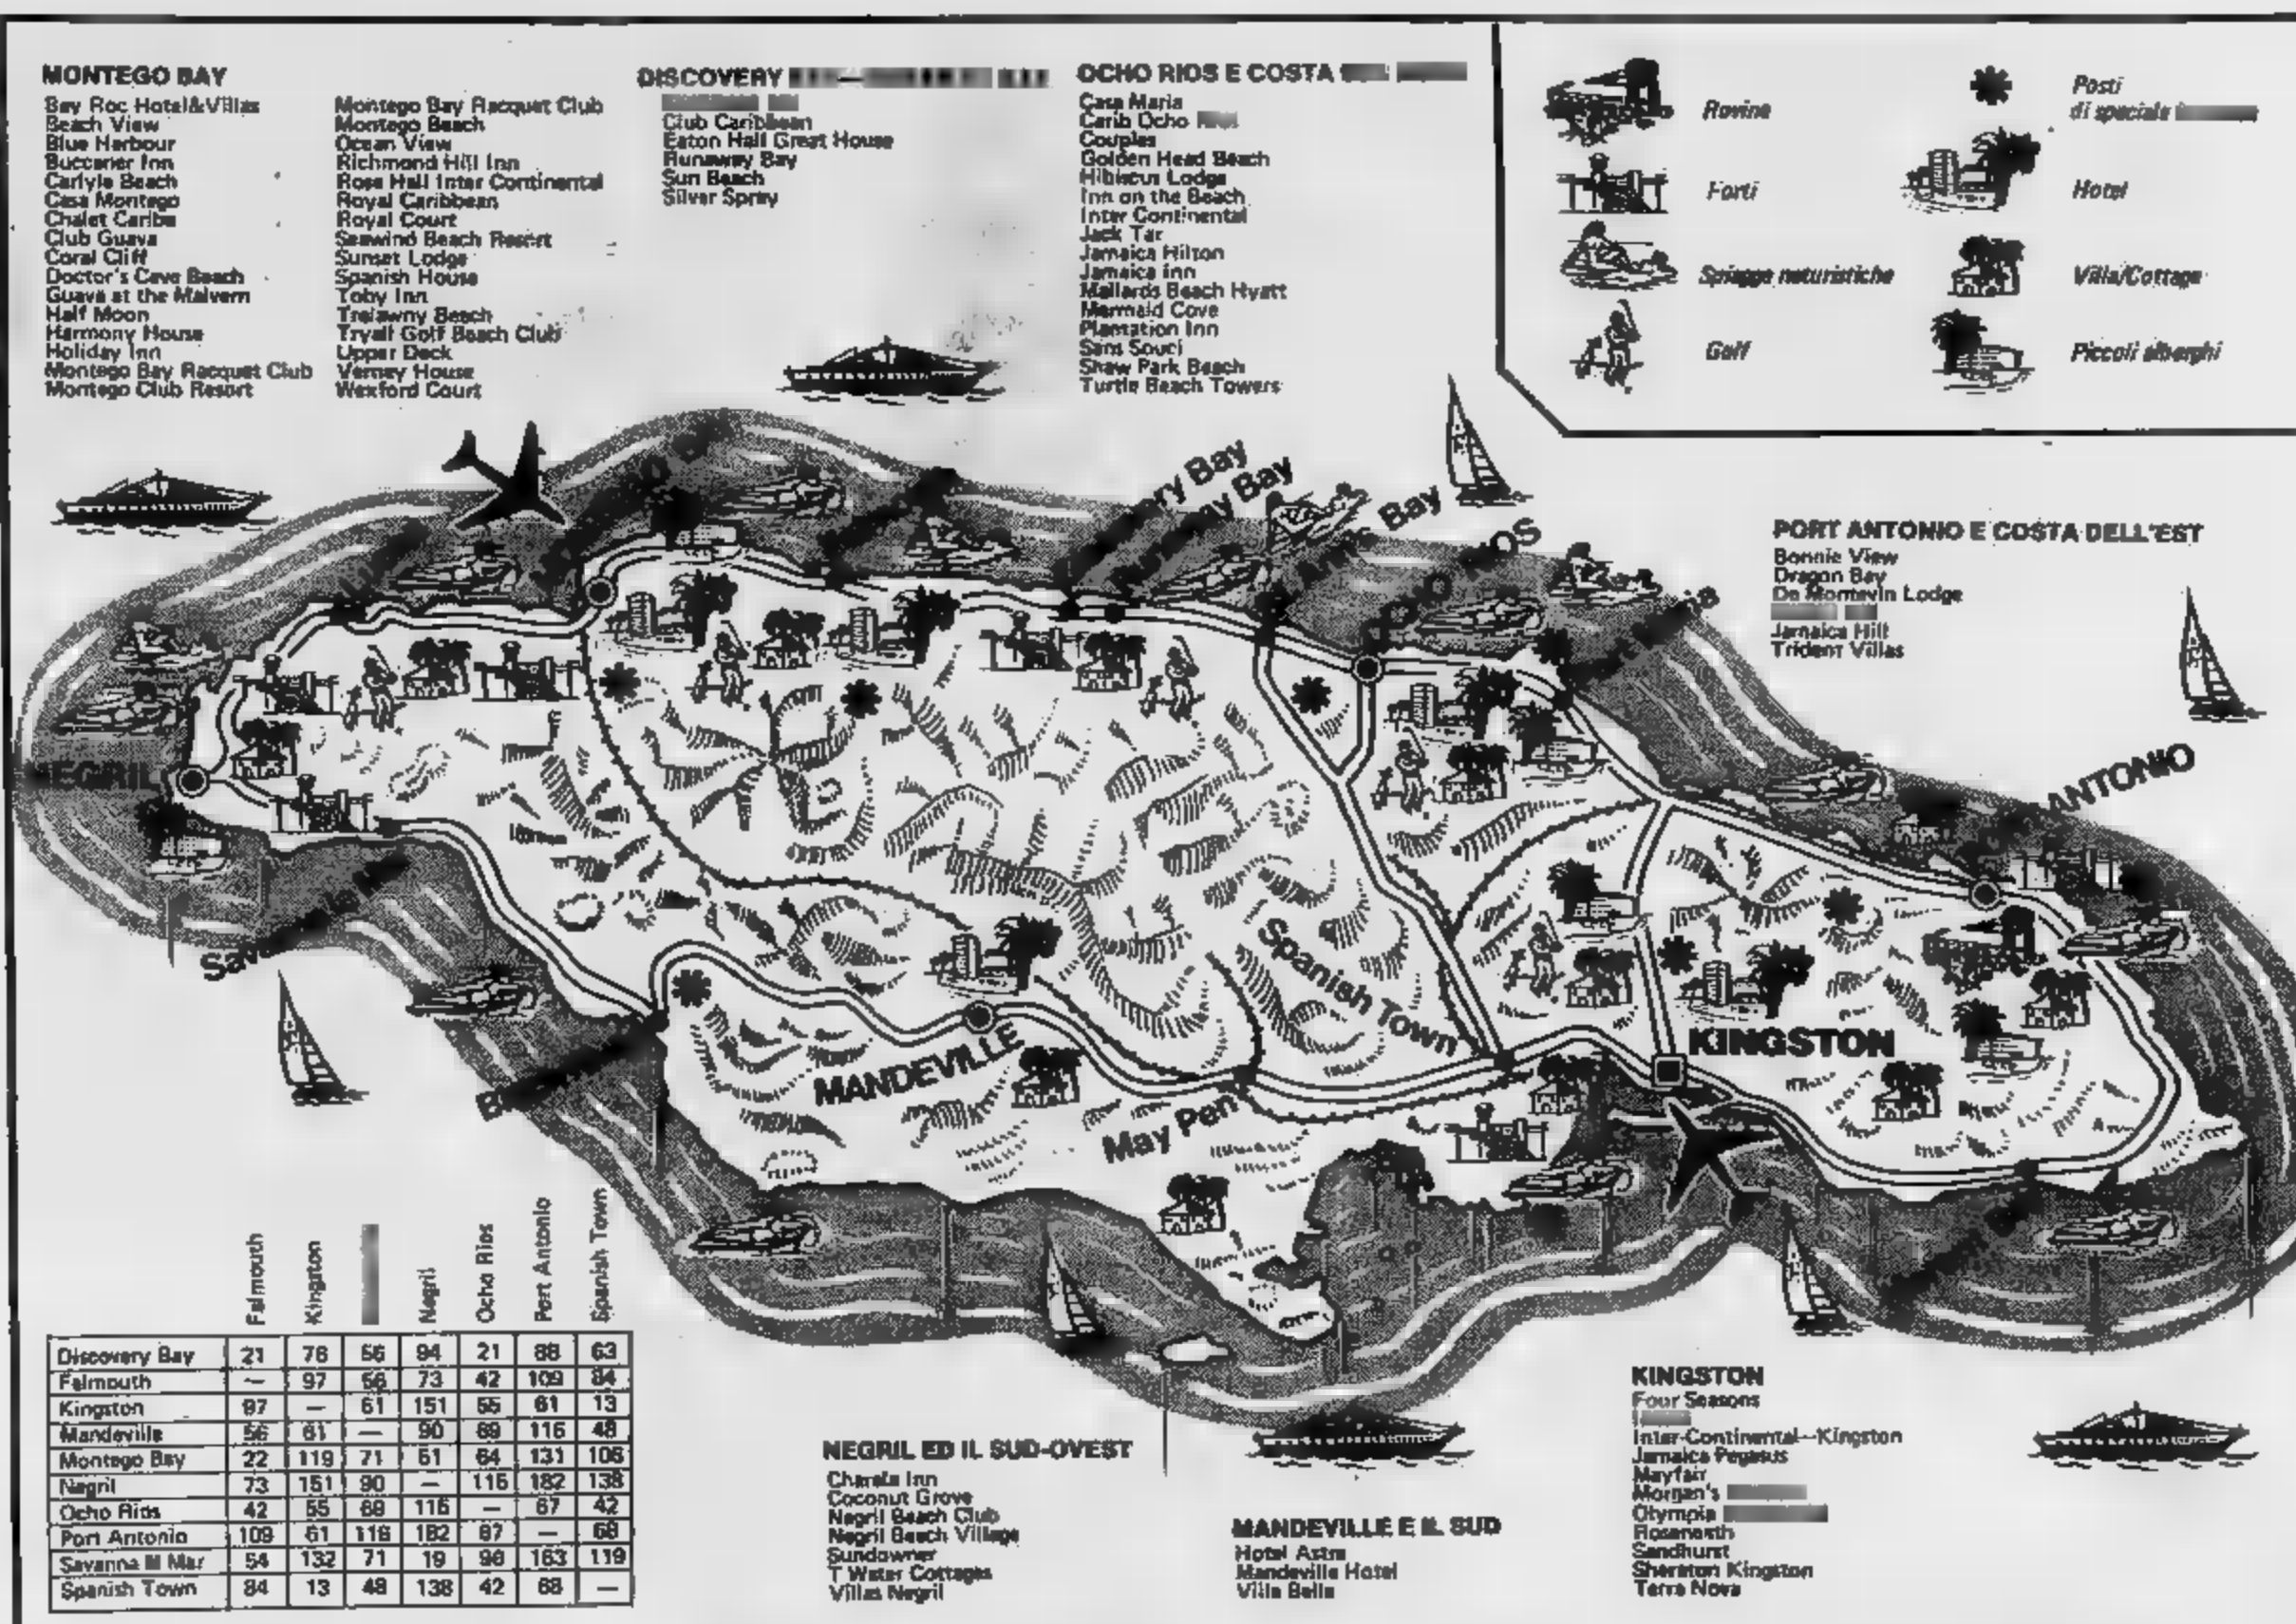 MONTEGO BAY
Bay Roc Hotel&Villas
Beach View
Blue Harbour
Buccaner Inn
Carlyle Beach
Casa Montego
Chalet Caribe
Club Guava
Coral Cliff
Doctor's Cave Beach
Guava at the Malvern
Half Moon
Harmony House
Holiday Inn
Montego Bay Racquet Club
Montego Club Resort
Montego Bay Racquet Club
Montego Beach
Ocean View
Richmond Hill Inn
Rose Hall Inter Continental
Royal Caribbean
Royal Court
Seawind Beach Resort
Sunset Lodge
Spanish House
Toby Inn
Trelawny Beach
Tryall Golf Beach Club
Upper Deck
Verney House
Wexford Court
DISCOVERY
Club Caribbean
Eaton Hall Great House
Runaway Bay
Sun Beach
Silver Spray
OCHO RIOS E COSTA
Casa Maria
Carib Ocho
Couples
Golden Head Beach
Hibiscus Lodge
Inn on the Beach
Inter Continental
Jack Tar
Jamaica Hilton
Jamaica Inn
Mallards Beach Hyatt
Mermaid Cove
Plantation Inn
Sans Souci
Shaw Park Beach
Turtle Beach Towers
Rovine
Forti
Spiagge naturistiche
Golf
Posti
di speciale
Hotel
Villa/Cottage
Piccoli alberghi
PORT ANTONIO E COSTA DELL'EST
Bonnie View
Dragon Bay
De Montevin Lodge
Jamaica Hill
Trident Villas
Bay
Bay
Bay
RIOS
NEGRIL
ANTONIO
Spanish Town
KINGSTON
MANDEVILLE
May Pen
Falmouth
Kingston
Negril
Ocho Rios
Port Antonio
Spanish Town
Discovery Bay 21 76 56 94 21 88 63
Falmouth — 97 56 73 42 109 84
Kingston 97 — 61 151 55 61 13
Mandeville 56 61 — 90 69 116 48
Montego Bay 22 119 71 51 64 131 106
Negril 73 151 90 — 115 182 138
Ocho Rios 42 55 69 115 — 67 42
Port Antonio 109 61 116 182 67 — 68
Savanna M Mar 54 132 71 19 96 163 119
Spanish Town 84 13 48 138 42 68 —
NEGRIL ED IL SUD-OVEST
Charela Inn
Coconut Grove
Negril Beach Club
Negril Beach Village
Sundowner
T Water Cottages
Villas Negril
MANDEVILLE E IL SUD
Hotel Astra
Mandeville Hotel
Villa Bella
KINGSTON
Four Seasons
Inter-Continental—Kingston
Jamaica Pegasus
Mayfair
Morgan's
Olympia
Roseneath
Sandhurst
Sheraton Kingston
Terra Nova